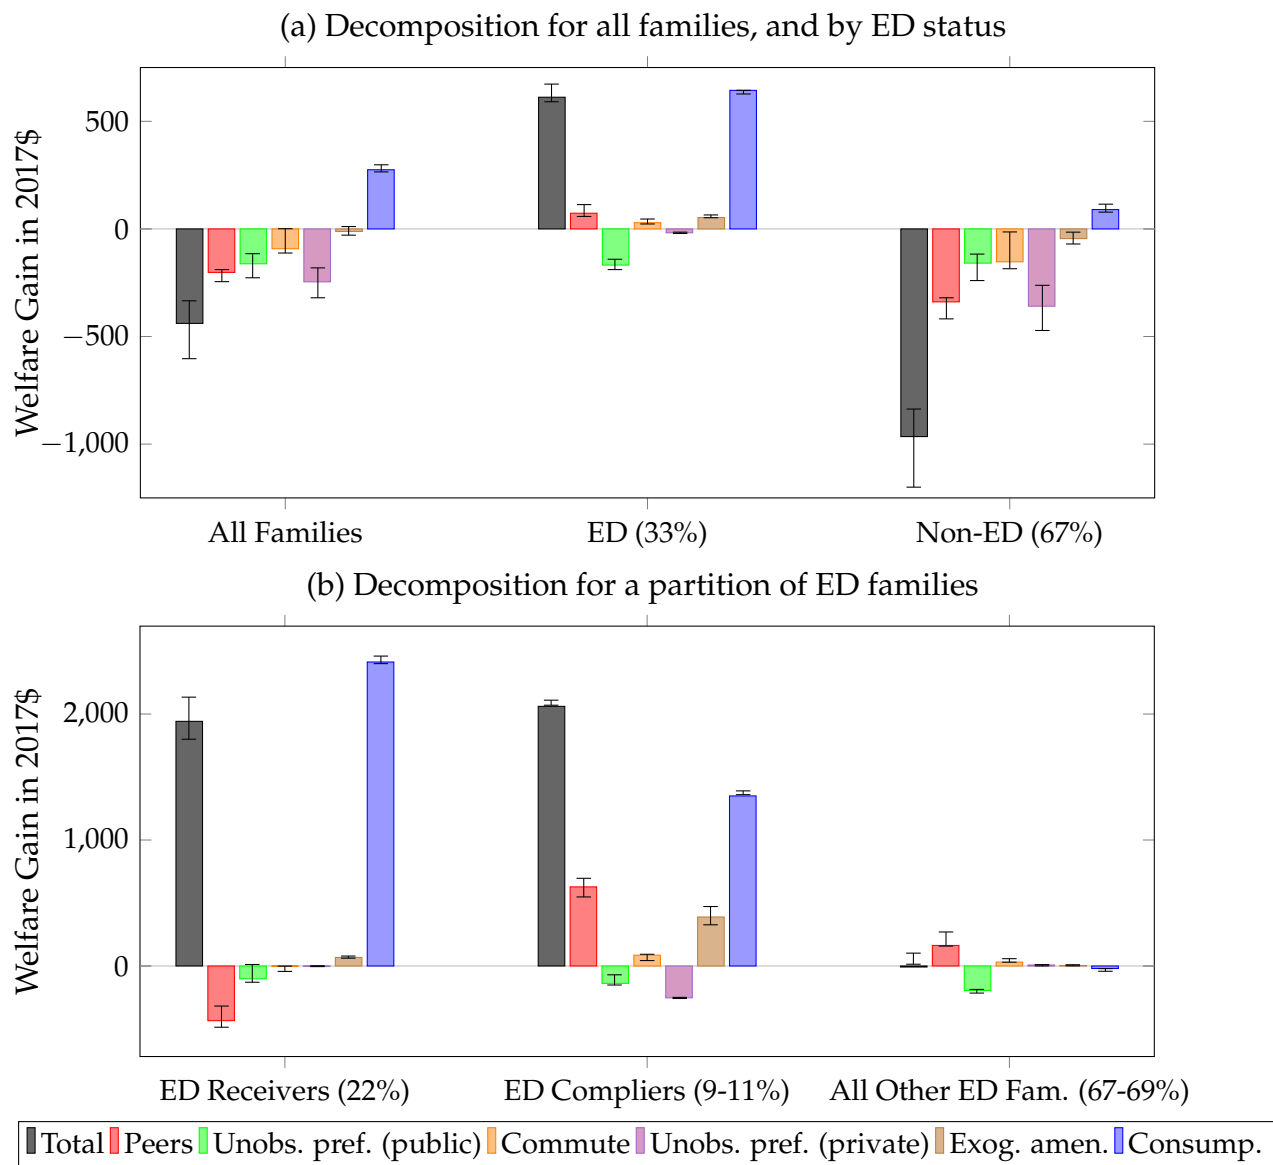 (a) Decomposition for all families, and by ED status
Welfare Gain in 2017$
500
0
−500
−1,000
All Families
ED (33%)
Non-ED (67%)
(b) Decomposition for a partition of ED families
Welfare Gain in 2017$
2,000
1,000
0
ED Receivers (22%)
ED Compliers (9-11%)
All Other ED Fam. (67-69%)
Total Peers Unobs. pref. (public) Commute Unobs. pref. (private) Exog. amen. Consump.